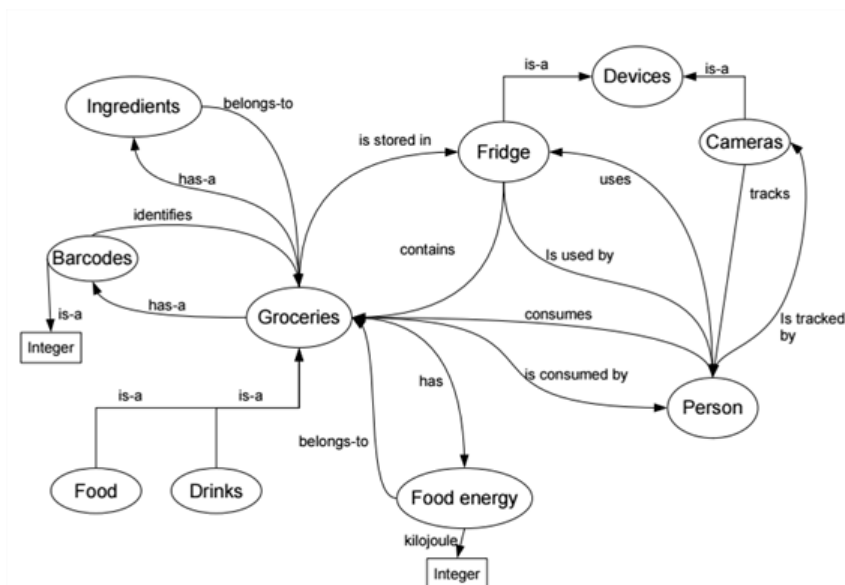 is-a
Devices
is-a
Ingredients
belongs-to
Cameras
is stored in
Fridge
has-a
uses
tracks
identifies
contains
Is used by
Barcodes
has-a
is-a
Groceries
consumes
Is tracked
by
Integer
has
is consumed by
is-a
is-a
Person
belongs-to
Food
Drinks
Food energy
kilojoule
Integer